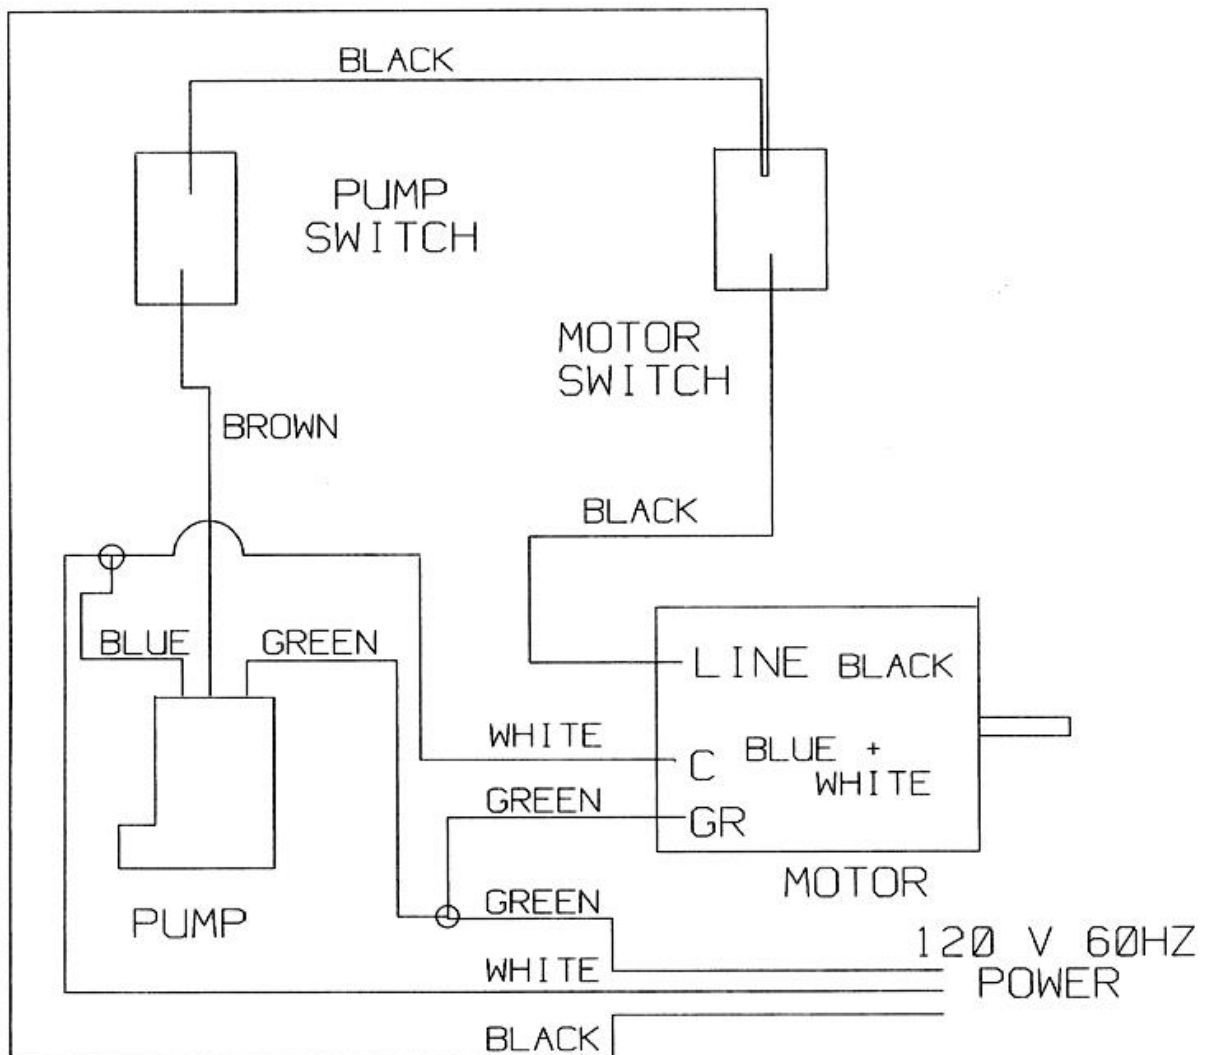 BLACK
PUMP
SWITCH
MOTOR
SWITCH
BROWN
BLACK
BLUE
GREEN
LINE BLACK
WHITE
C BLUE +
WHITE
GREEN
GR
MOTOR
PUMP
GREEN
120 V 60HZ
POWER
WHITE
BLACK